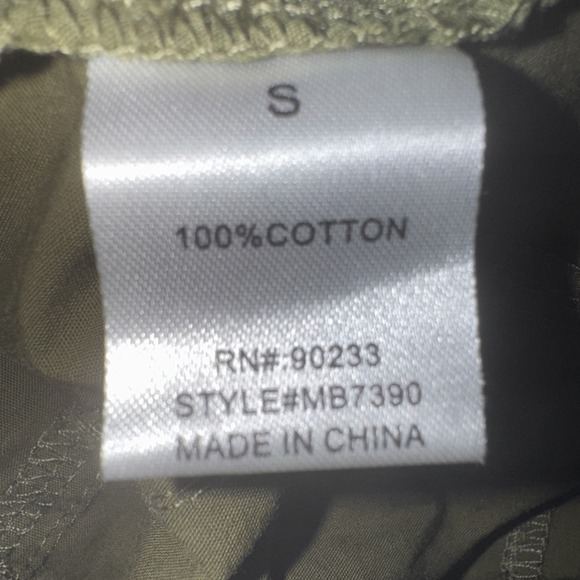 S
100%COTTON
RN#:90233
STYLE#MB7390
MADE IN CHINA